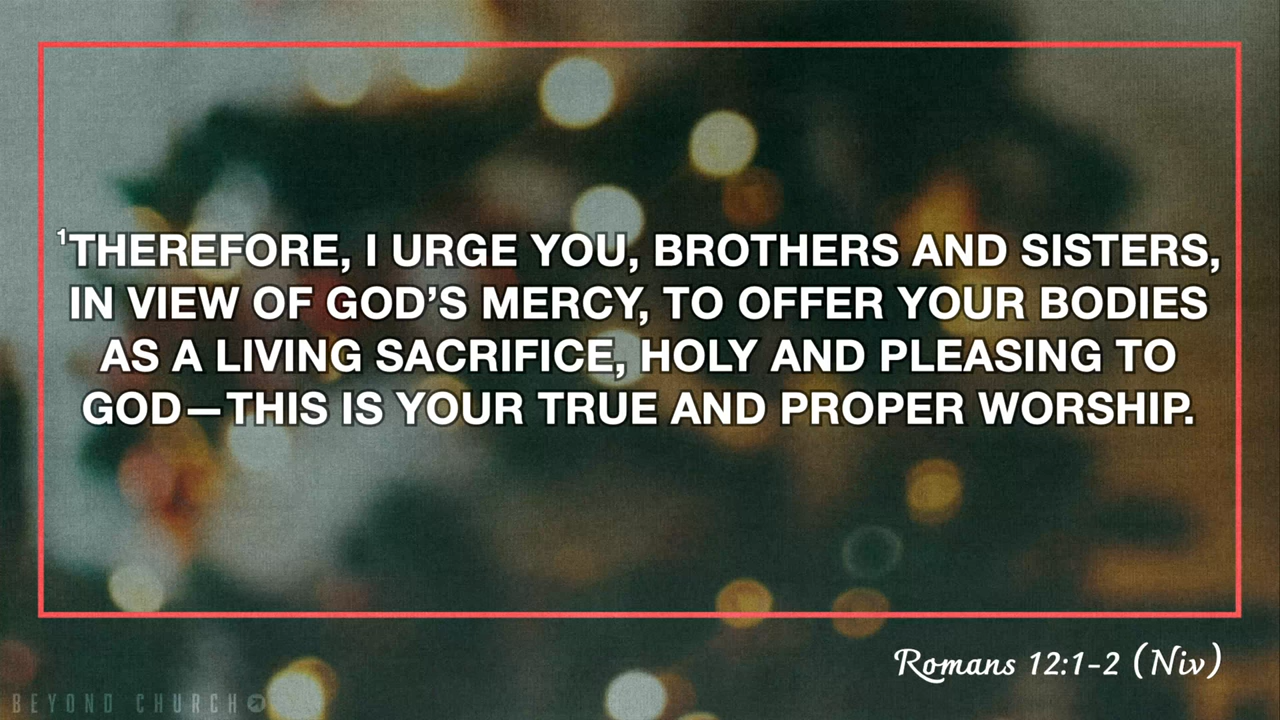 ¹THEREFORE, I URGE YOU, BROTHERS AND SISTERS,
IN VIEW OF GOD’S MERCY, TO OFFER YOUR BODIES
AS A LIVING SACRIFICE, HOLY AND PLEASING TO
GOD—THIS IS YOUR TRUE AND PROPER WORSHIP.
Romans 12:1-2 (Niv)
BEYOND CHURCH